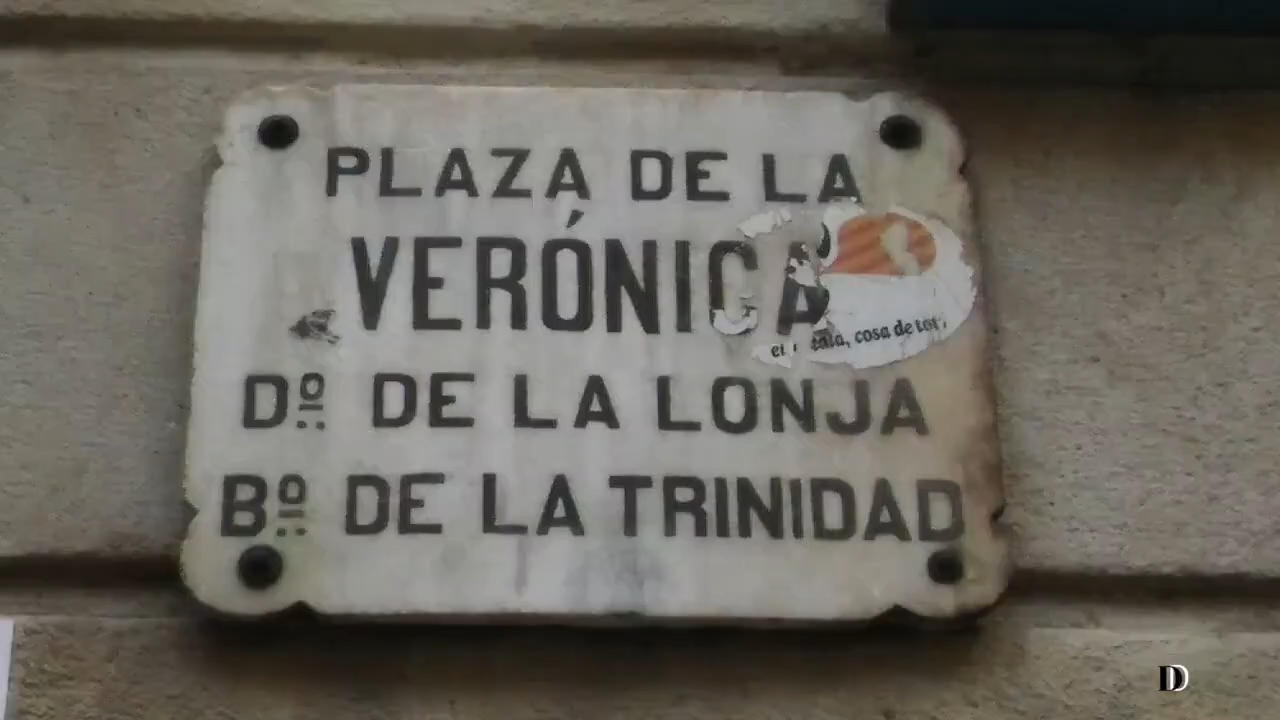 PLAZA DE LA
VERÓNICA
cosa de tots
Dº DE LA LONJA
Bº DE LA TRINIDAD
D